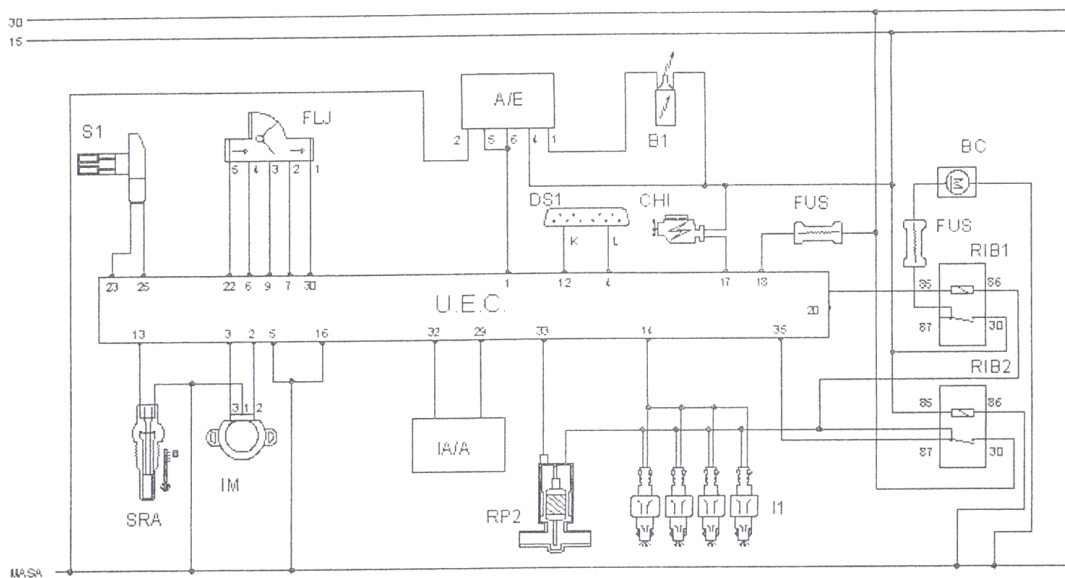 30
15
A/E
2 5 6 4 1
B1
S1
FLJ
5 4 3 2 1
BC
DS1
CHI
FUS
K L
FUS
RIB1
23 25 22 6 9 7 30 1 12 4 17 18
85 86
U.E.C.
20
87 30
13 3 2 5 16 32 29 33 14 35
RIB2
85 86
3 1 2
87 30
IA/A
IM
SRA
RP2
I1
MASA